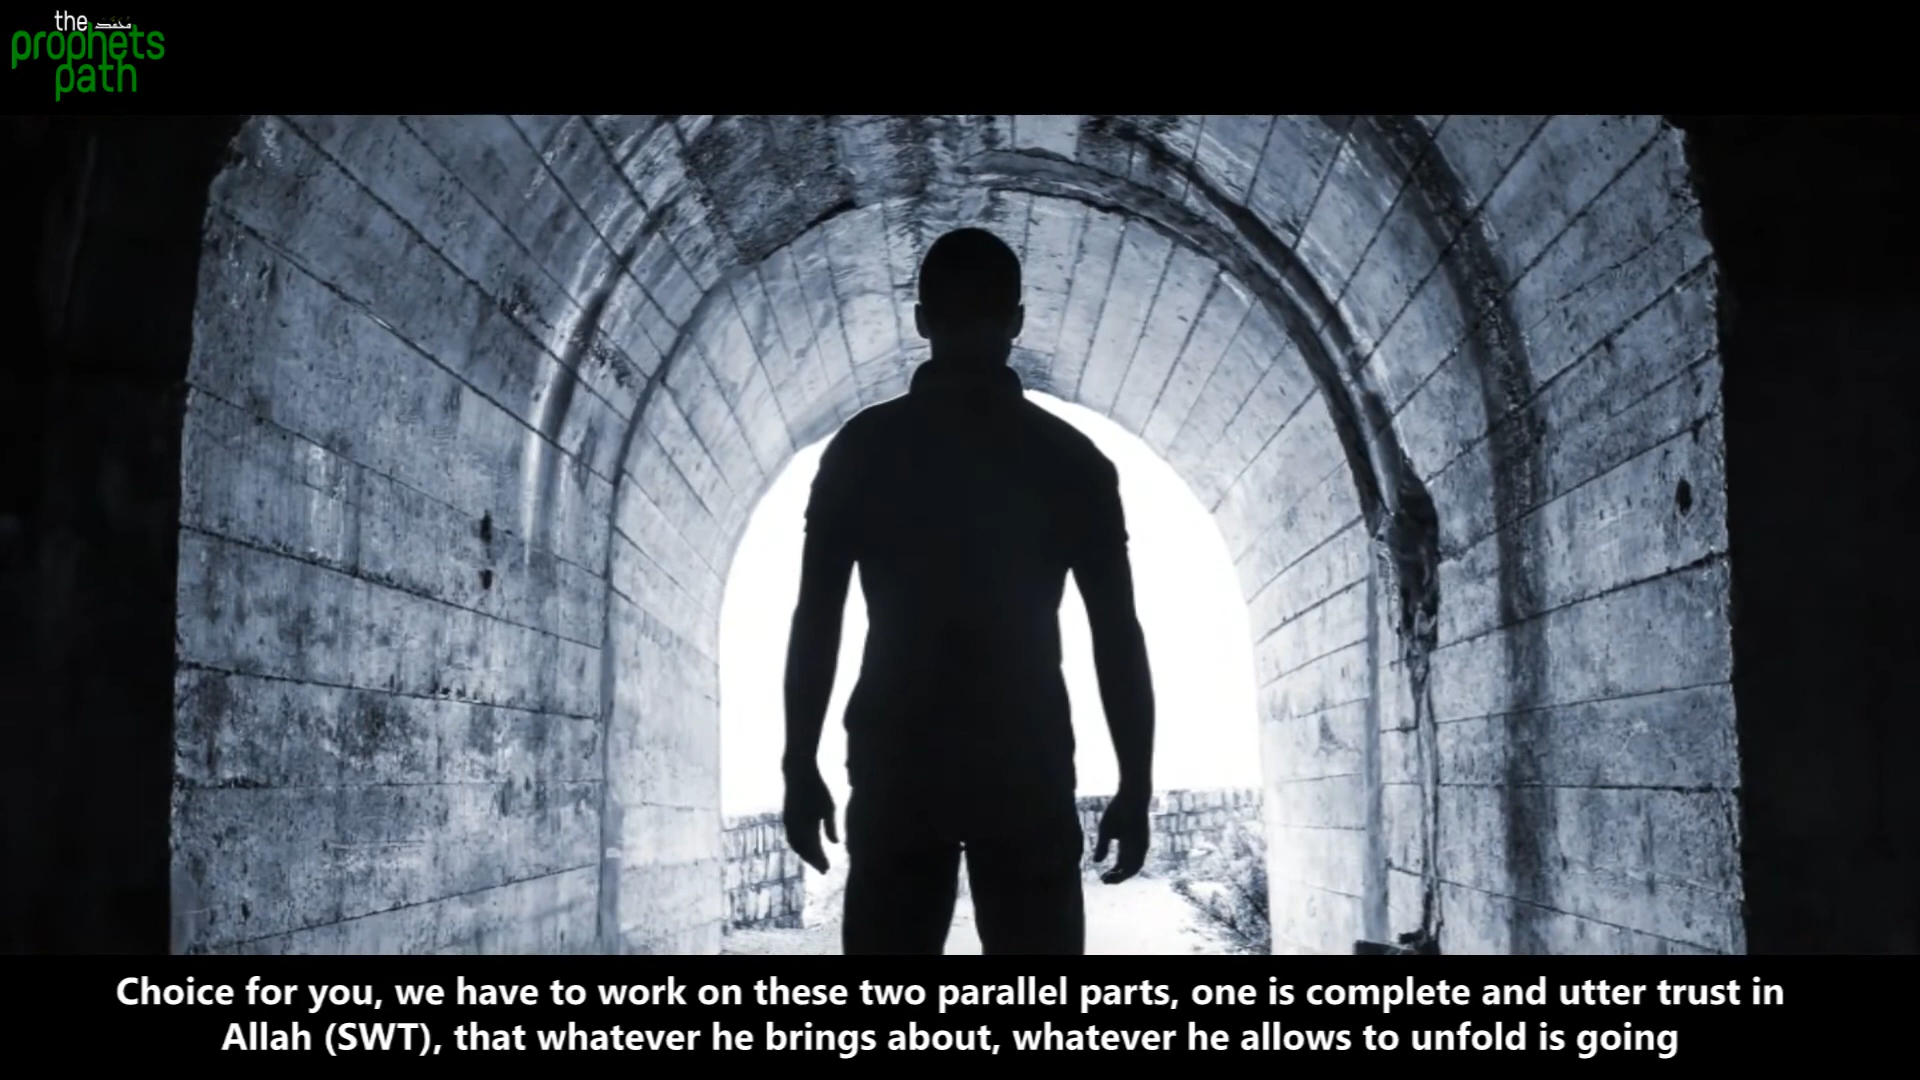 the محمد
prophets
path
Choice for you, we have to work on these two parallel parts, one is complete and utter trust in
Allah (SWT), that whatever he brings about, whatever he allows to unfold is going